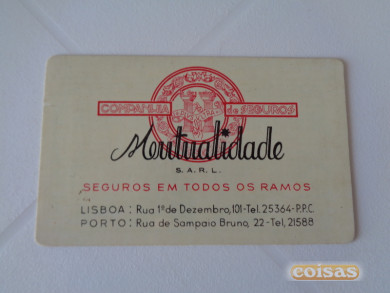 COMPANHIA de SEGUROS
Mutualidade
S.A.R.L.
SEGUROS EM TODOS OS RAMOS
LISBOA: Rua 1º de Dezembro, 101-Tel. 25364-P.P.C.
PORTO: Rua de Sampaio Bruno, 22-Tel, 21588
coisas